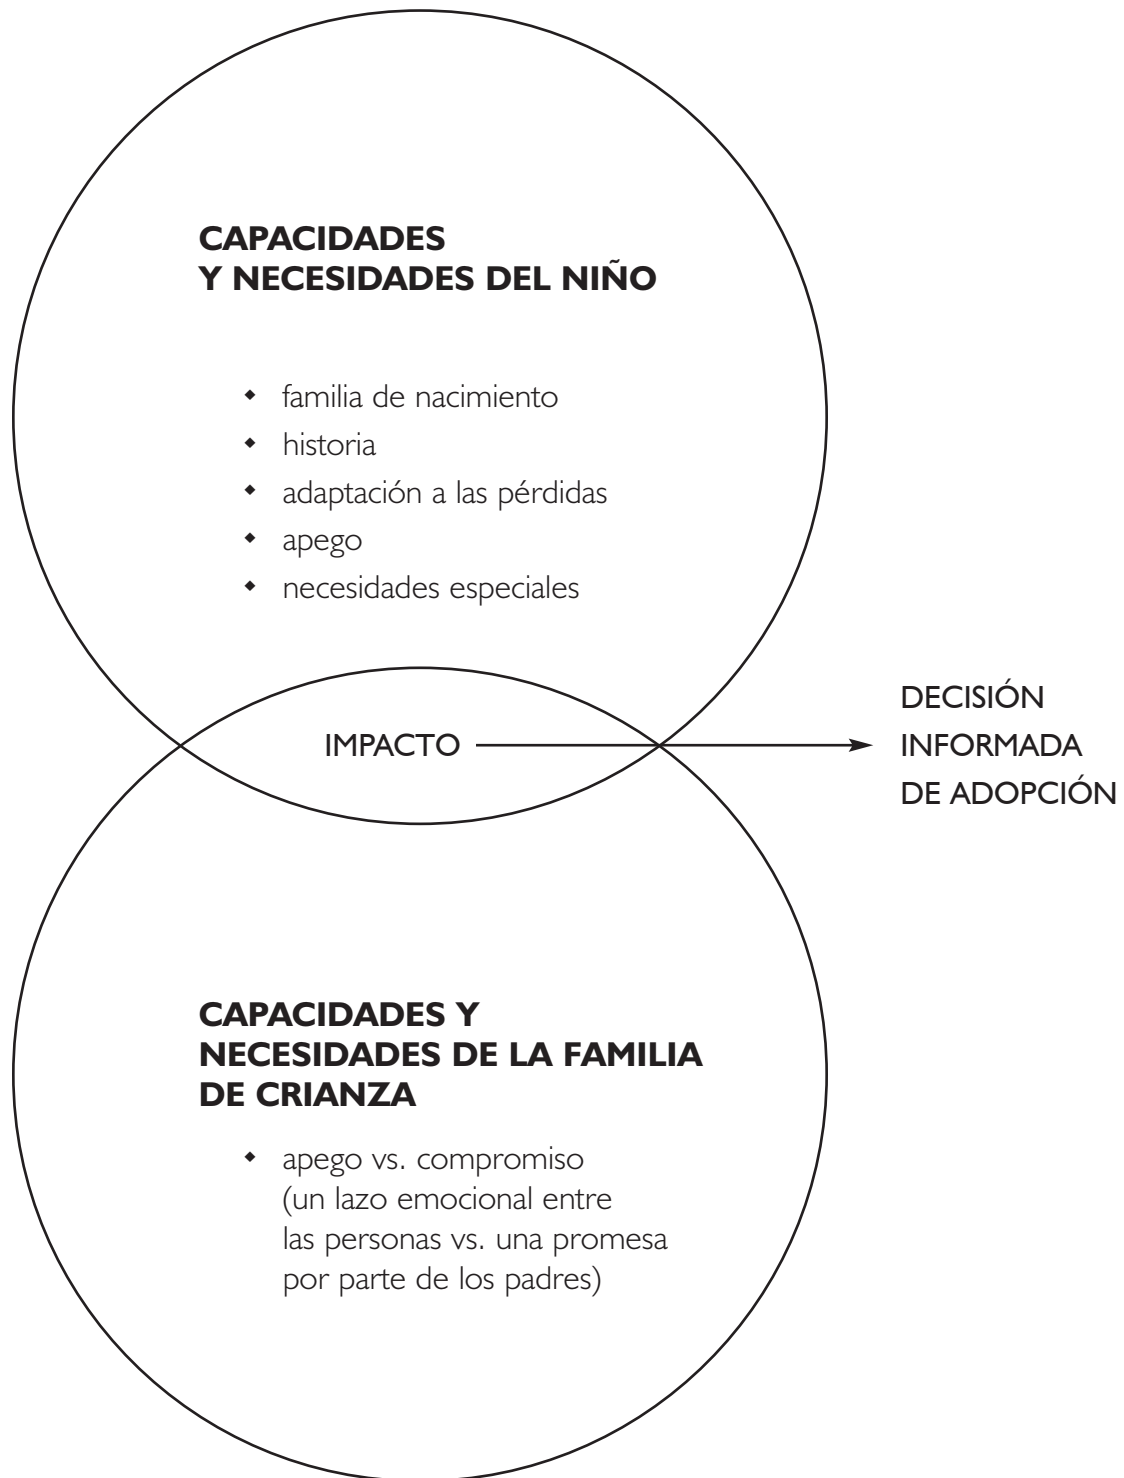 CAPACIDADES
Y NECESIDADES DEL NIÑO
◆ familia de nacimiento
◆ historia
◆ adaptación a las pérdidas
◆ apego
◆ necesidades especiales
IMPACTO
DECISIÓN
INFORMADA
DE ADOPCIÓN
CAPACIDADES Y
NECESIDADES DE LA FAMILIA
DE CRIANZA
◆ apego vs. compromiso
(un lazo emocional entre
las personas vs. una promesa
por parte de los padres)